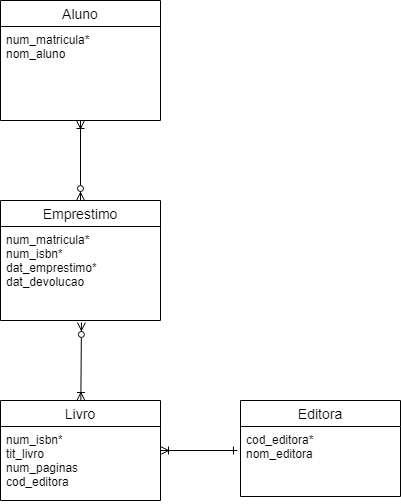 Aluno
num_matricula*
nom_aluno
Emprestimo
num_matricula*
num_isbn*
dat_emprestimo*
dat_devolucao
Livro
num_isbn*
tit_livro
num_paginas
cod_editora
Editora
cod_editora*
nom_editora